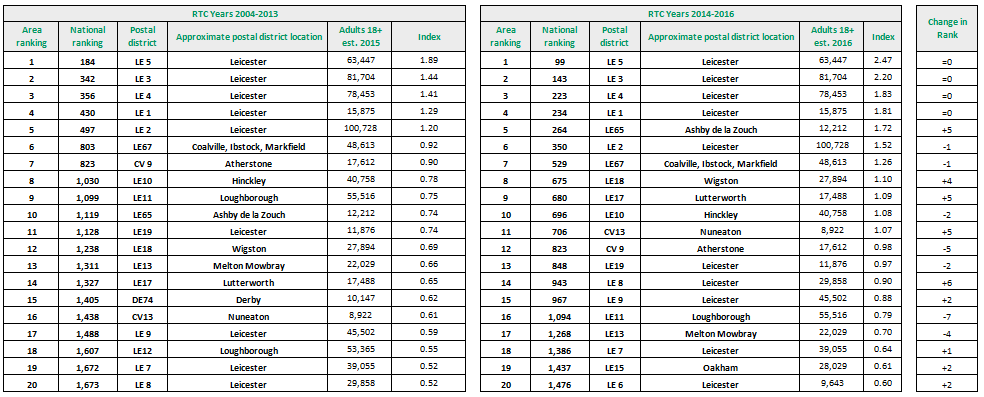 RTC Years 2004-2013
Area ranking | National ranking | Postal district | Approximate postal district location | Adults 18+ est. 2015 | Index
1 | 184 | LE 5 | Leicester | 63,447 | 1.89
2 | 342 | LE 3 | Leicester | 81,704 | 1.44
3 | 356 | LE 4 | Leicester | 78,453 | 1.41
4 | 430 | LE 1 | Leicester | 15,875 | 1.29
5 | 497 | LE 2 | Leicester | 100,728 | 1.20
6 | 803 | LE67 | Coalville, Ibstock, Markfield | 48,613 | 0.92
7 | 823 | CV 9 | Atherstone | 17,612 | 0.90
8 | 1,030 | LE10 | Hinckley | 40,758 | 0.78
9 | 1,099 | LE11 | Loughborough | 55,516 | 0.75
10 | 1,119 | LE65 | Ashby de la Zouch | 12,212 | 0.74
11 | 1,128 | LE19 | Leicester | 11,876 | 0.74
12 | 1,238 | LE18 | Wigston | 27,894 | 0.69
13 | 1,311 | LE13 | Melton Mowbray | 22,029 | 0.66
14 | 1,327 | LE17 | Lutterworth | 17,488 | 0.65
15 | 1,405 | DE74 | Derby | 10,147 | 0.62
16 | 1,438 | CV13 | Nuneaton | 8,922 | 0.61
17 | 1,488 | LE 9 | Leicester | 45,502 | 0.59
18 | 1,607 | LE12 | Loughborough | 53,365 | 0.55
19 | 1,672 | LE 7 | Leicester | 39,055 | 0.52
20 | 1,673 | LE 8 | Leicester | 29,858 | 0.52
RTC Years 2014-2016
Area ranking | National ranking | Postal district | Approximate postal district location | Adults 18+ est. 2016 | Index | Change in Rank
1 | 99 | LE 5 | Leicester | 63,447 | 2.47 | =0
2 | 143 | LE 3 | Leicester | 81,704 | 2.20 | =0
3 | 223 | LE 4 | Leicester | 78,453 | 1.83 | =0
4 | 234 | LE 1 | Leicester | 15,875 | 1.81 | =0
5 | 264 | LE65 | Ashby de la Zouch | 12,212 | 1.72 | +5
6 | 350 | LE 2 | Leicester | 100,728 | 1.52 | -1
7 | 529 | LE67 | Coalville, Ibstock, Markfield | 48,613 | 1.26 | -1
8 | 675 | LE18 | Wigston | 27,894 | 1.10 | +4
9 | 680 | LE17 | Lutterworth | 17,488 | 1.09 | +5
10 | 696 | LE10 | Hinckley | 40,758 | 1.08 | -2
11 | 706 | CV13 | Nuneaton | 8,922 | 1.07 | +5
12 | 823 | CV 9 | Atherstone | 17,612 | 0.98 | -5
13 | 848 | LE19 | Leicester | 11,876 | 0.97 | -2
14 | 943 | LE 8 | Leicester | 29,858 | 0.90 | +6
15 | 967 | LE 9 | Leicester | 45,502 | 0.88 | +2
16 | 1,094 | LE11 | Loughborough | 55,516 | 0.79 | -7
17 | 1,268 | LE13 | Melton Mowbray | 22,029 | 0.70 | -4
18 | 1,386 | LE 7 | Leicester | 39,055 | 0.64 | +1
19 | 1,437 | LE15 | Oakham | 28,029 | 0.61 | +2
20 | 1,476 | LE 6 | Leicester | 9,643 | 0.60 | +2